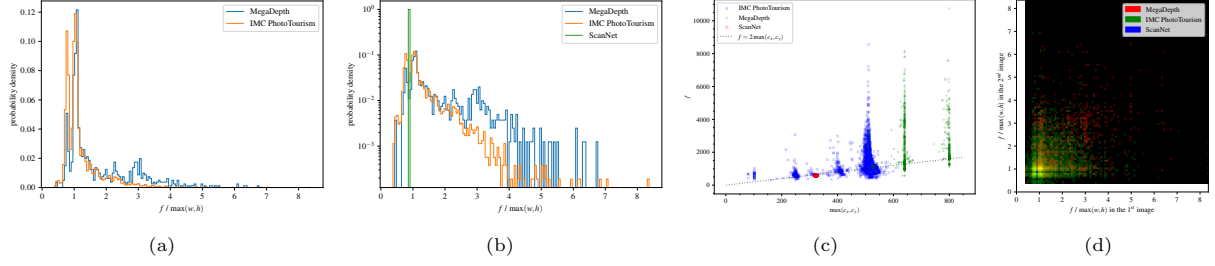 MegaDepth
IMC PhotoTourism
0.12
0.10
0.08
0.06
0.04
0.02
0.00
probability density
0 1 2 3 4 5 6 7 8
f / max(w, h)
(a)
MegaDepth
IMC PhotoTourism
ScanNet
10⁰
10⁻¹
10⁻²
10⁻³
probability density
0 1 2 3 4 5 6 7 8
f / max(w, h)
(b)
IMC PhotoTourism
MegaDepth
ScanNet
f = 2max(cₓ, cᵧ)
10000
8000
6000
4000
2000
0
f
0 200 400 600 800
max(cₓ, cᵧ)
(c)
MegaDepth
IMC PhotoTourism
ScanNet
8
7
6
5
4
3
2
1
f / max(w, h) in the 2ⁿᵈ image
1 2 3 4 5 6 7 8
f / max(w, h) in the 1ˢᵗ image
(d)